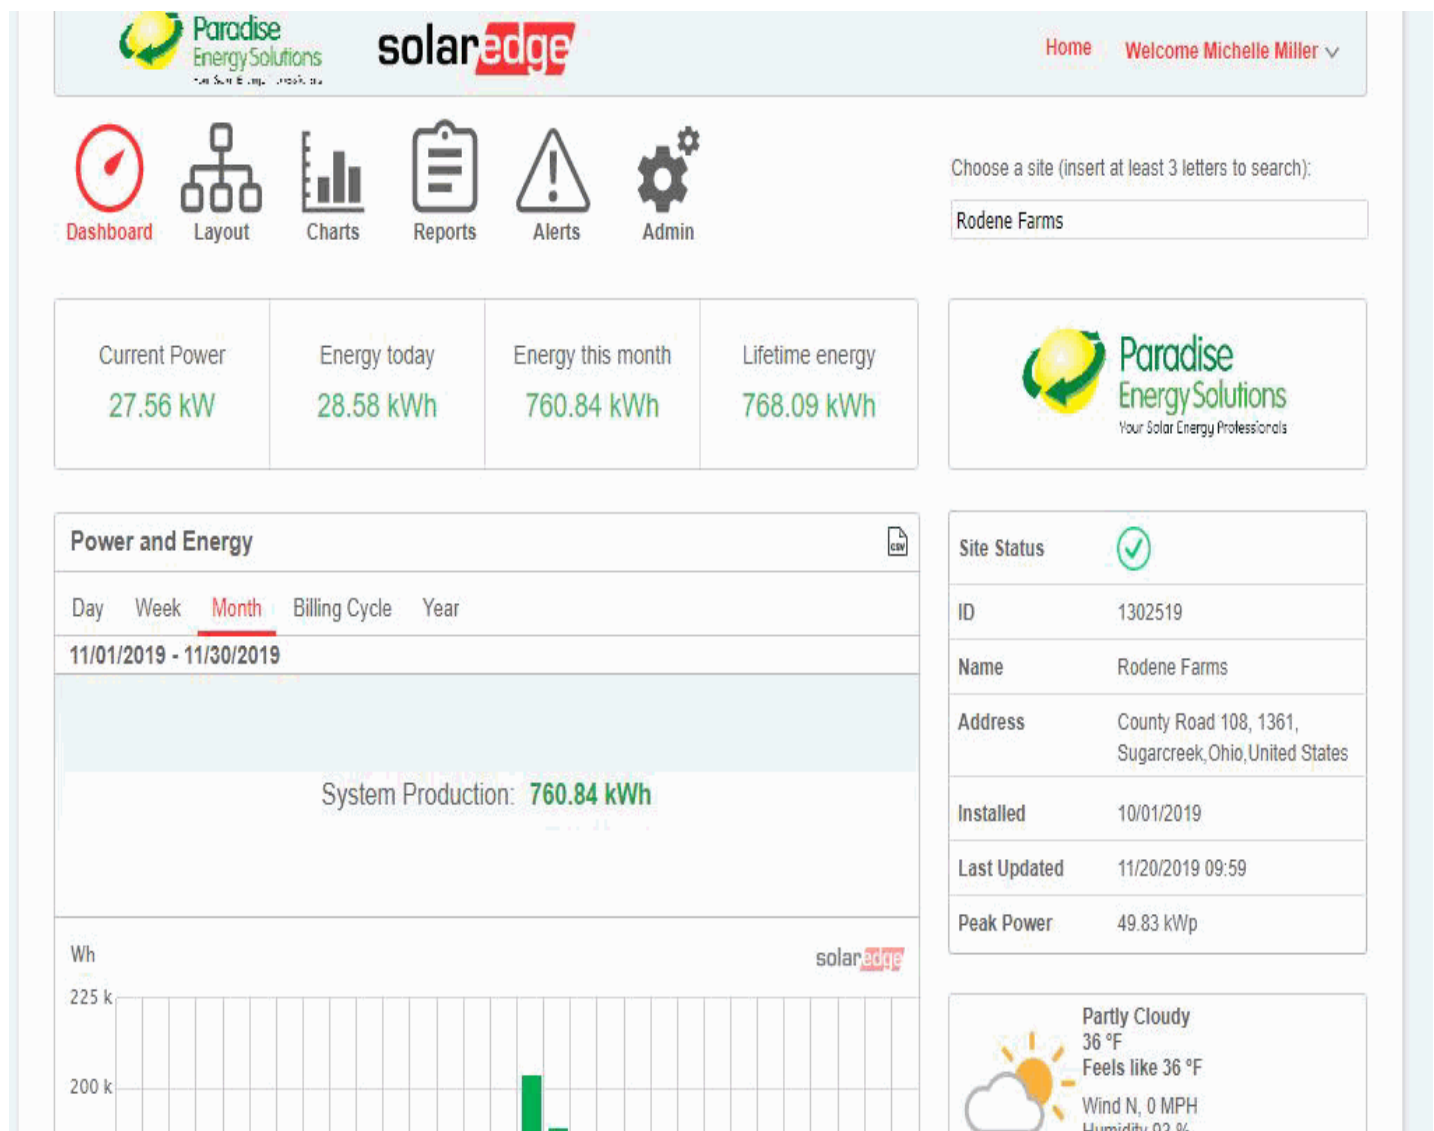 Paradise
Energy Solutions
solaredge
Home
Welcome Michelle Miller
Dashboard
Layout
Charts
Reports
Alerts
Admin
Choose a site (insert at least 3 letters to search):
Rodene Farms
Current Power
27.56 kW
Energy today
28.58 kWh
Energy this month
760.84 kWh
Lifetime energy
768.09 kWh
Paradise
Energy Solutions
Your Solar Energy Professionals
Power and Energy
CSV
Day Week Month Billing Cycle Year
11/01/2019 - 11/30/2019
System Production: 760.84 kWh
Wh
solaredge
225 k
200 k
Site Status
ID 1302519
Name Rodene Farms
Address County Road 108, 1361,
Sugarcreek,Ohio,United States
Installed 10/01/2019
Last Updated 11/20/2019 09:59
Peak Power 49.83 kWp
Partly Cloudy
36 °F
Feels like 36 °F
Wind N, 0 MPH
Humidity 93 %